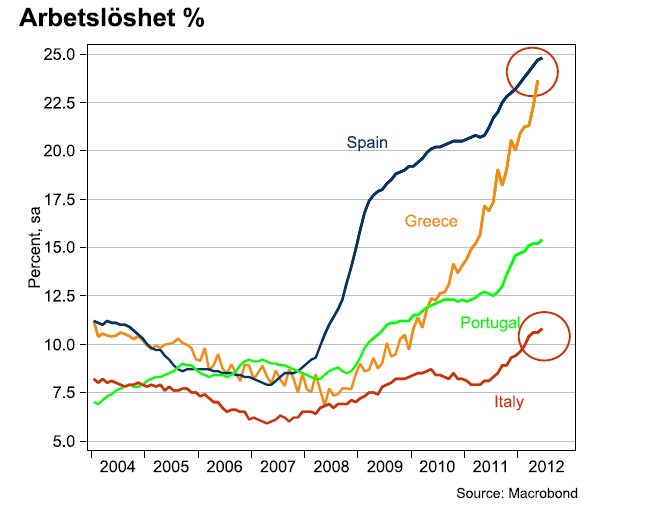 Arbetslöshet %
25.0
22.5
Spain
20.0
17.5
Percent, sa
Greece
15.0
12.5
Portugal
10.0
7.5
Italy
5.0
2004 2005 2006 2007 2008 2009 2010 2011 2012
Source: Macrobond